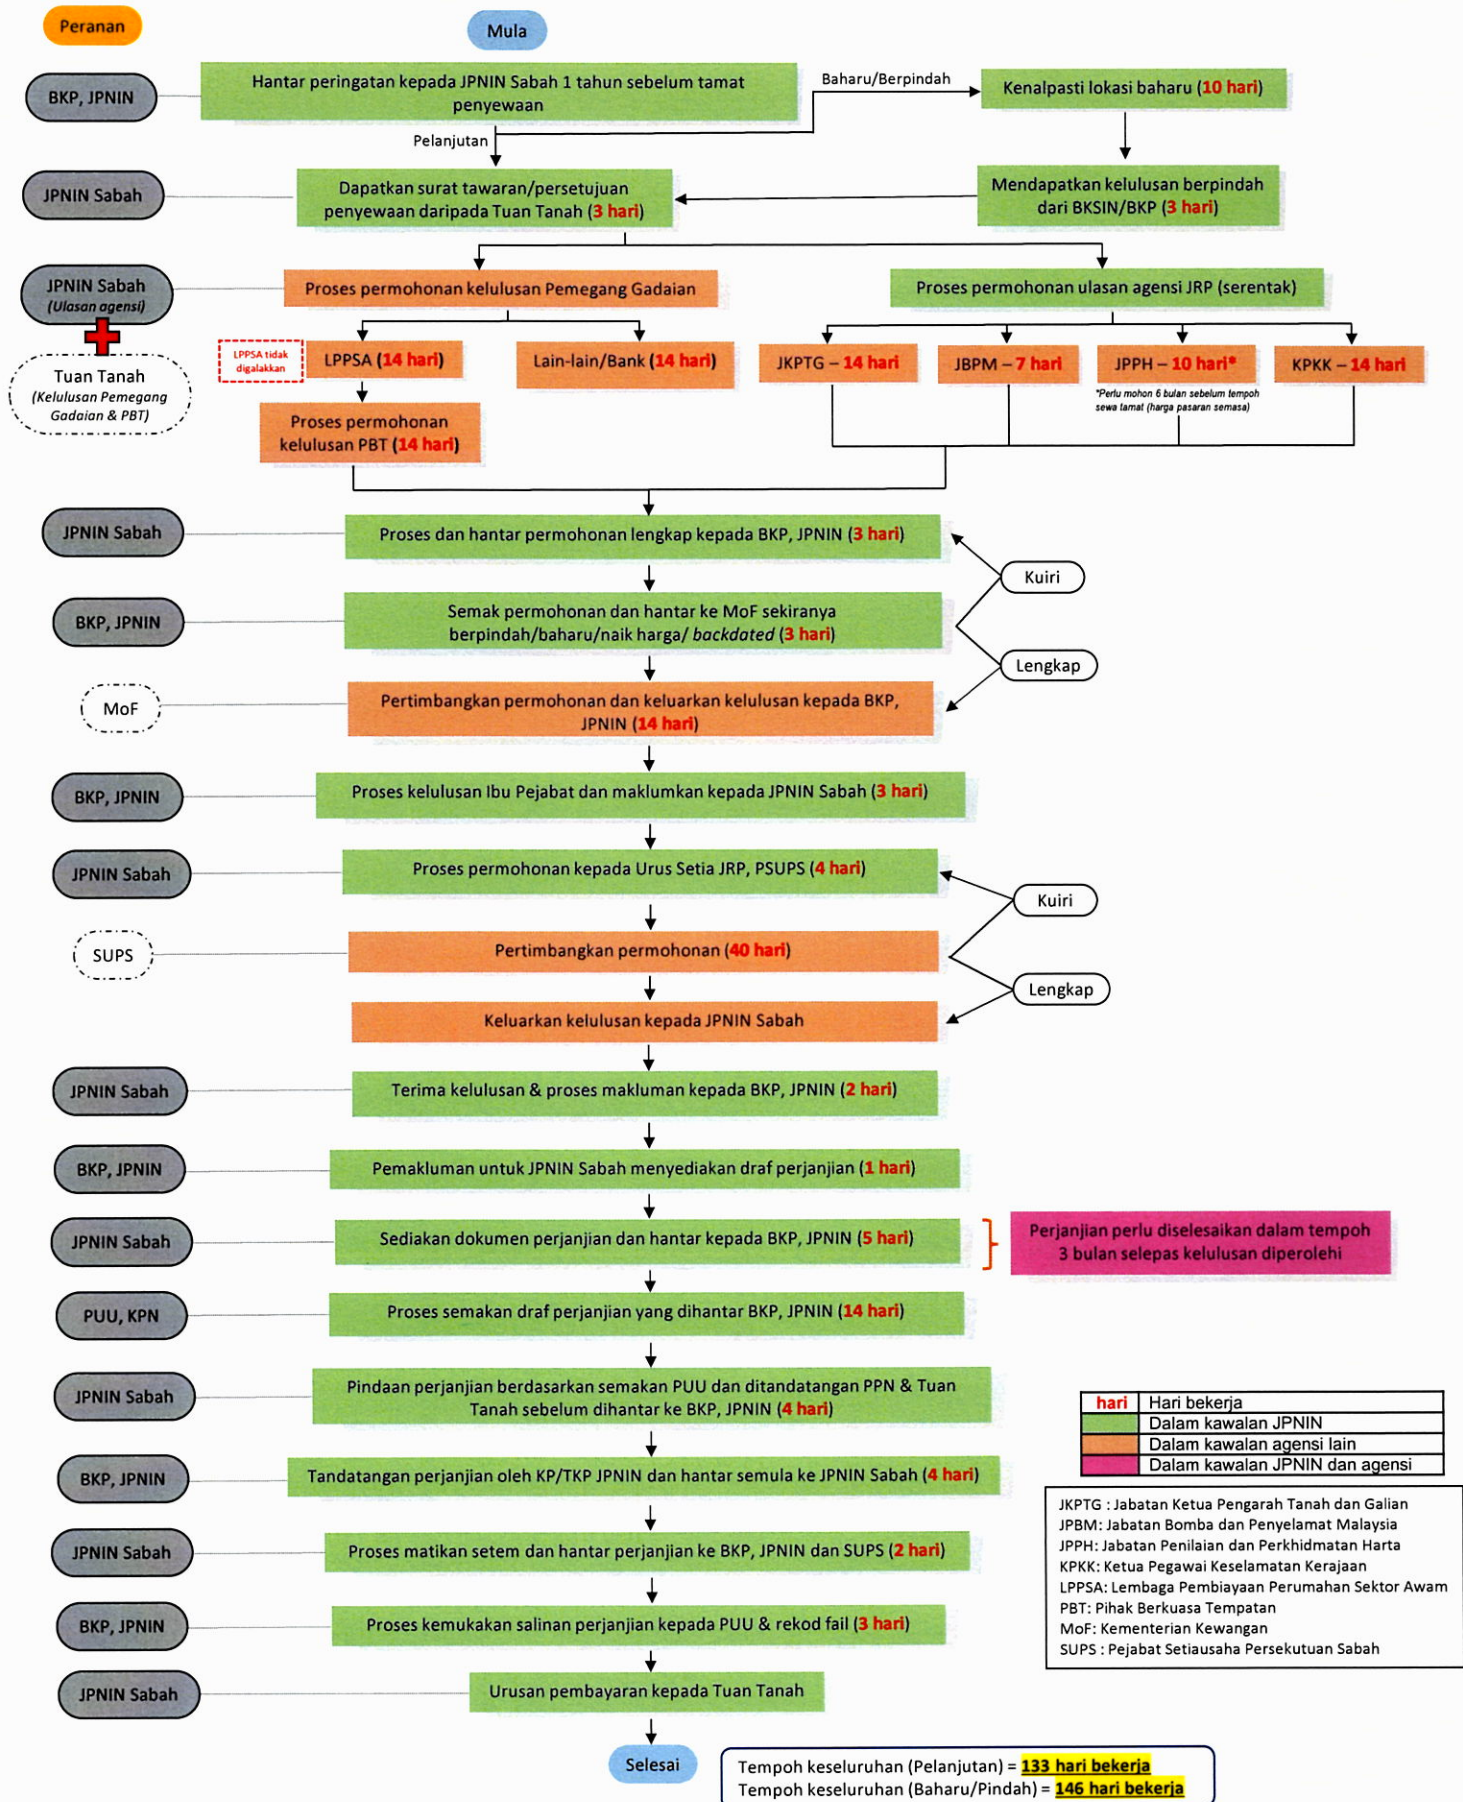 Peranan
Mula
BKP, JPNIN
Hantar peringatan kepada JPNIN Sabah 1 tahun sebelum tamat
penyewaan
Baharu/Berpindah
Kenalpasti lokasi baharu (10 hari)
Pelanjutan
JPNIN Sabah
Dapatkan surat tawaran/persetujuan
penyewaan daripada Tuan Tanah (3 hari)
Mendapatkan kelulusan berpindah
dari BKSIN/BKP (3 hari)
JPNIN Sabah
(Ulasan agensi)
Proses permohonan kelulusan Pemegang Gadaian
Proses permohonan ulasan agensi JRP (serentak)
LPPSA tidak
digalakkan
LPPSA (14 hari)
Lain-lain/Bank (14 hari)
JKPTG – 14 hari
JBPM – 7 hari
JPPH – 10 hari*
KPKK – 14 hari
*Perlu mohon 6 bulan sebelum tempoh
sewa tamat (harga pasaran semasa)
Tuan Tanah
(Kelulusan Pemegang
Gadaian & PBT)
Proses permohonan
kelulusan PBT (14 hari)
JPNIN Sabah
Proses dan hantar permohonan lengkap kepada BKP, JPNIN (3 hari)
Kuiri
BKP, JPNIN
Semak permohonan dan hantar ke MoF sekiranya
berpindah/baharu/naik harga/ backdated (3 hari)
Lengkap
MoF
Pertimbangkan permohonan dan keluarkan kelulusan kepada BKP,
JPNIN (14 hari)
BKP, JPNIN
Proses kelulusan Ibu Pejabat dan maklumkan kepada JPNIN Sabah (3 hari)
JPNIN Sabah
Proses permohonan kepada Urus Setia JRP, PSUPS (4 hari)
Kuiri
SUPS
Pertimbangkan permohonan (40 hari)
Lengkap
Keluarkan kelulusan kepada JPNIN Sabah
JPNIN Sabah
Terima kelulusan & proses makluman kepada BKP, JPNIN (2 hari)
BKP, JPNIN
Pemakluman untuk JPNIN Sabah menyediakan draf perjanjian (1 hari)
JPNIN Sabah
Sediakan dokumen perjanjian dan hantar kepada BKP, JPNIN (5 hari)
Perjanjian perlu diselesaikan dalam tempoh
3 bulan selepas kelulusan diperolehi
PUU, KPN
Proses semakan draf perjanjian yang dihantar BKP, JPNIN (14 hari)
JPNIN Sabah
Pindaan perjanjian berdasarkan semakan PUU dan ditandatangan PPN & Tuan
Tanah sebelum dihantar ke BKP, JPNIN (4 hari)
BKP, JPNIN
Tandatangan perjanjian oleh KP/TKP JPNIN dan hantar semula ke JPNIN Sabah (4 hari)
JPNIN Sabah
Proses matikan setem dan hantar perjanjian ke BKP, JPNIN dan SUPS (2 hari)
BKP, JPNIN
Proses kemukakan salinan perjanjian kepada PUU & rekod fail (3 hari)
JPNIN Sabah
Urusan pembayaran kepada Tuan Tanah
Selesai
hari Hari bekerja
Dalam kawalan JPNIN
Dalam kawalan agensi lain
Dalam kawalan JPNIN dan agensi
JKPTG : Jabatan Ketua Pengarah Tanah dan Galian
JPBM: Jabatan Bomba dan Penyelamat Malaysia
JPPH: Jabatan Penilaian dan Perkhidmatan Harta
KPKK: Ketua Pegawai Keselamatan Kerajaan
LPPSA: Lembaga Pembiayaan Perumahan Sektor Awam
PBT: Pihak Berkuasa Tempatan
MoF: Kementerian Kewangan
SUPS : Pejabat Setiausaha Persekutuan Sabah
Tempoh keseluruhan (Pelanjutan) = 133 hari bekerja
Tempoh keseluruhan (Baharu/Pindah) = 146 hari bekerja